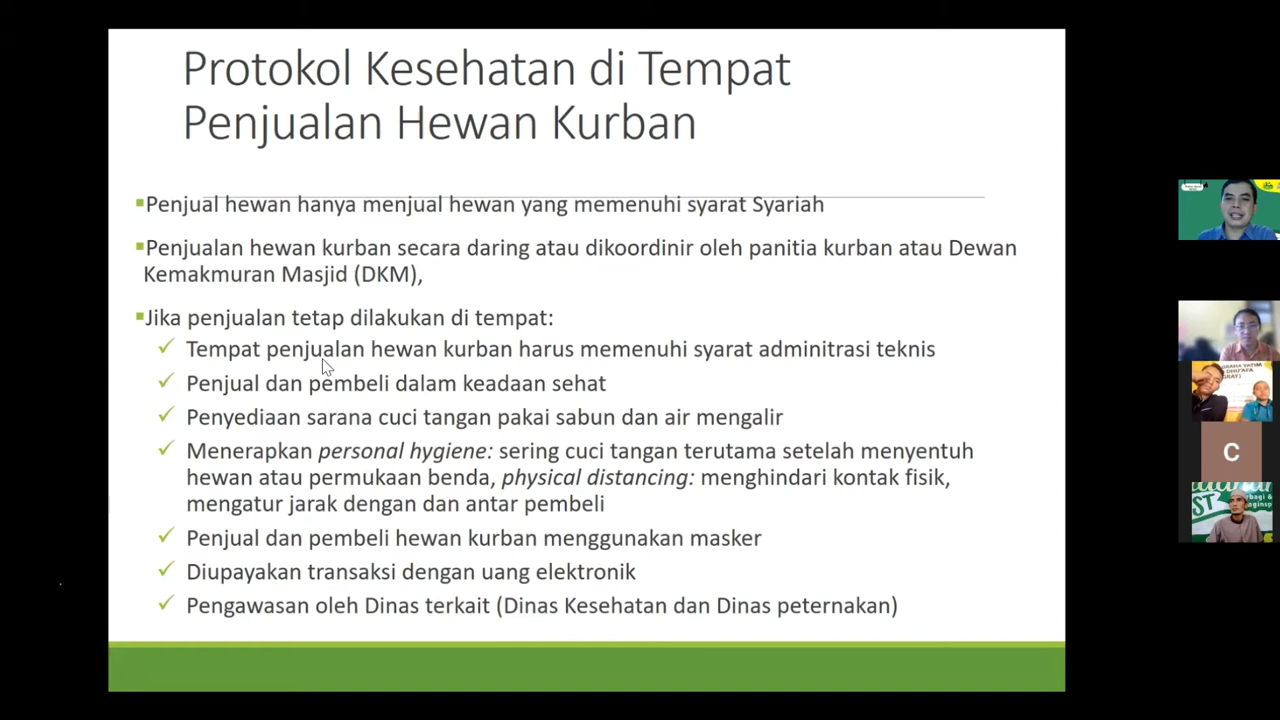 Protokol Kesehatan di Tempat
Penjualan Hewan Kurban
Penjual hewan hanya menjual hewan yang memenuhi syarat Syariah
Penjualan hewan kurban secara daring atau dikoordinir oleh panitia kurban atau Dewan
Kemakmuran Masjid (DKM),
Jika penjualan tetap dilakukan di tempat:
Tempat penjualan hewan kurban harus memenuhi syarat adminitrasi teknis
Penjual dan pembeli dalam keadaan sehat
Penyediaan sarana cuci tangan pakai sabun dan air mengalir
Menerapkan personal hygiene: sering cuci tangan terutama setelah menyentuh
hewan atau permukaan benda, physical distancing: menghindari kontak fisik,
mengatur jarak dengan dan antar pembeli
Penjual dan pembeli hewan kurban menggunakan masker
Diupayakan transaksi dengan uang elektronik
Pengawasan oleh Dinas terkait (Dinas Kesehatan dan Dinas peternakan)
C